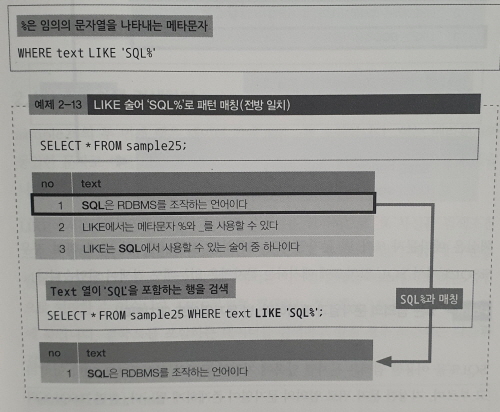 %은 임의의 문자열을 나타내는 메타문자
WHERE text LIKE 'SQL%'
예제 2-13 LIKE 술어 'SQL%'로 패턴 매칭(전방 일치)
SELECT * FROM sample25;
no text
1 SQL은 RDBMS를 조작하는 언어이다
2 LIKE에서는 메타문자 %와 _를 사용할 수 있다
3 LIKE는 SQL에서 사용할 수 있는 술어 중 하나이다
Text 열이 'SQL'을 포함하는 행을 검색
SQL%과 매칭
SELECT * FROM sample25 WHERE text LIKE 'SQL%';
no text
1 SQL은 RDBMS를 조작하는 언어이다